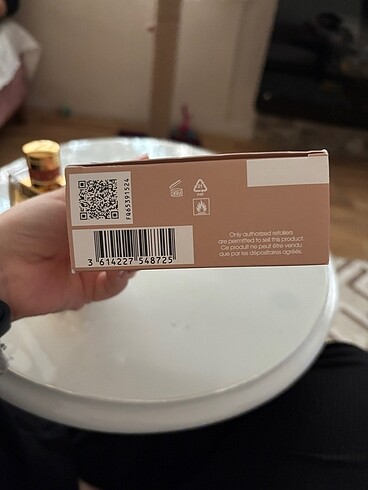 FR65391524
3 614227 548725
Only authorized retailers
are permitted to sell this product.
Ce produit ne peut être vendu
que par les dépositaires agréés.